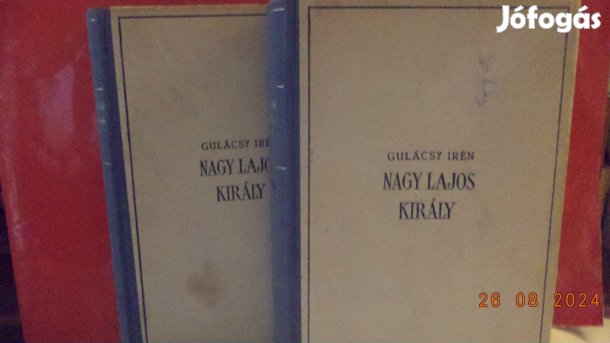 Jófogás
GULÁCSY IRÉN
NAGY LAJOS
KIRÁLY
GULÁCSY IRÉN
NAGY LAJOS
KIRÁLY
26 08 2024